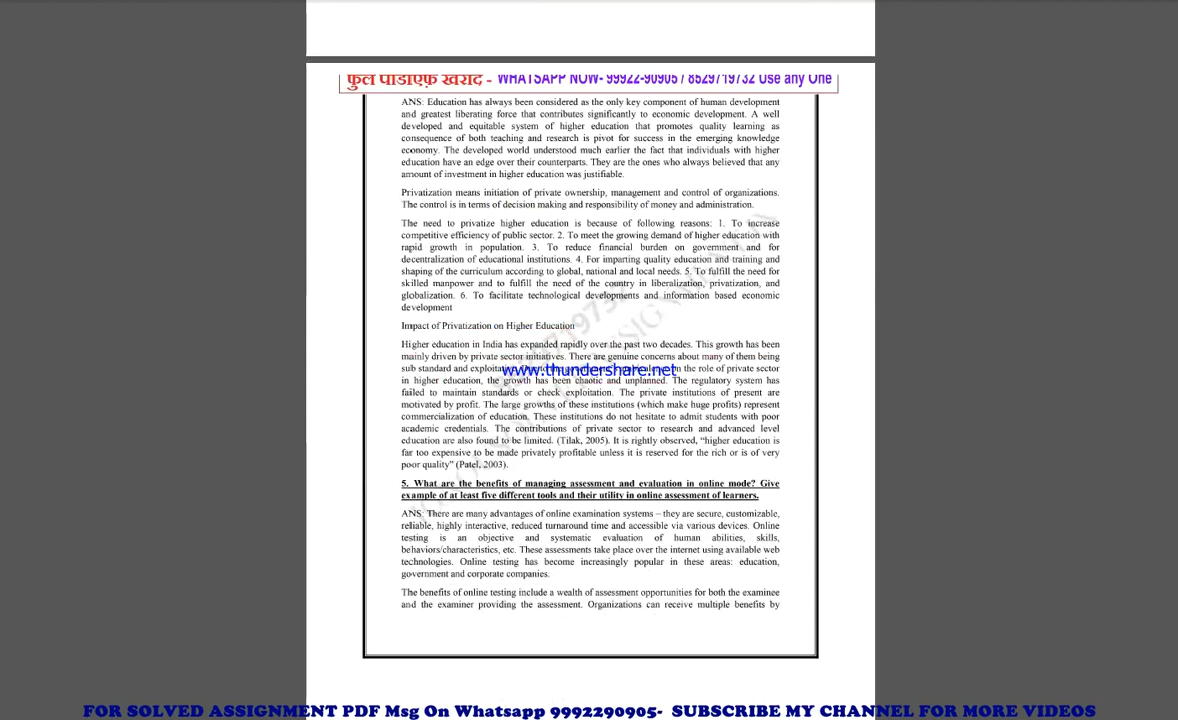 फुल पीडीएफ़ खरीदें - WHATSAPP NOW- 99922-90905 / 8529719732 Use any One
ANS: Education has always been considered as the only key component of human development
and greatest liberating force that contributes significantly to economic development. A well
developed and equitable system of higher education that promotes quality learning as
consequence of both teaching and research is pivot for success in the emerging knowledge
economy. The developed world understood much earlier the fact that individuals with higher
education have an edge over their counterparts. They are the ones who always believed that any
amount of investment in higher education was justifiable.
Privatization means initiation of private ownership, management and control of organizations.
The control is in terms of decision making and responsibility of money and administration.
The need to privatize higher education is because of following reasons: 1. To increase
competitive efficiency of public sector. 2. To meet the growing demand of higher education with
rapid growth in population. 3. To reduce financial burden on government and for
decentralization of educational institutions. 4. For imparting quality education and training and
shaping of the curriculum according to global, national and local needs. 5. To fulfill the need for
skilled manpower and to fulfill the need of the country in liberalization, privatization, and
globalization. 6. To facilitate technological developments and information based economic
development
Impact of Privatization on Higher Education
Higher education in India has expanded rapidly over the past two decades. This growth has been
mainly driven by private sector initiatives. There are genuine concerns about many of them being
sub standard and on the role of private sector
www.thundershare.net
in higher education, the growth has been chaotic and unplanned. The regulatory system has
failed to maintain standards or check exploitation. The private institutions of present are
motivated by profit. The large growths of these institutions (which make huge profits) represent
commercialization of education. These institutions do not hesitate to admit students with poor
academic credentials. The contributions of private sector to research and advanced level
education are also found to be limited. (Tilak, 2005). It is rightly observed, “higher education is
far too expensive to be made privately profitable unless it is reserved for the rich or is of very
poor quality” (Patel, 2003).
5. What are the benefits of managing assessment and evaluation in online mode? Give
example of at least five different tools and their utility in online assessment of learners.
ANS: There are many advantages of online examination systems – they are secure, customizable,
reliable, highly interactive, reduced turnaround time and accessible via various devices. Online
testing is an objective and systematic evaluation of human abilities, skills,
behaviors/characteristics, etc. These assessments take place over the internet using available web
technologies. Online testing has become increasingly popular in these areas: education,
government and corporate companies.
The benefits of online testing include a wealth of assessment opportunities for both the examinee
and the examiner providing the assessment. Organizations can receive multiple benefits by
FOR SOLVED ASSIGNMENT PDF Msg On Whatsapp 9992290905- SUBSCRIBE MY CHANNEL FOR MORE VIDEOS